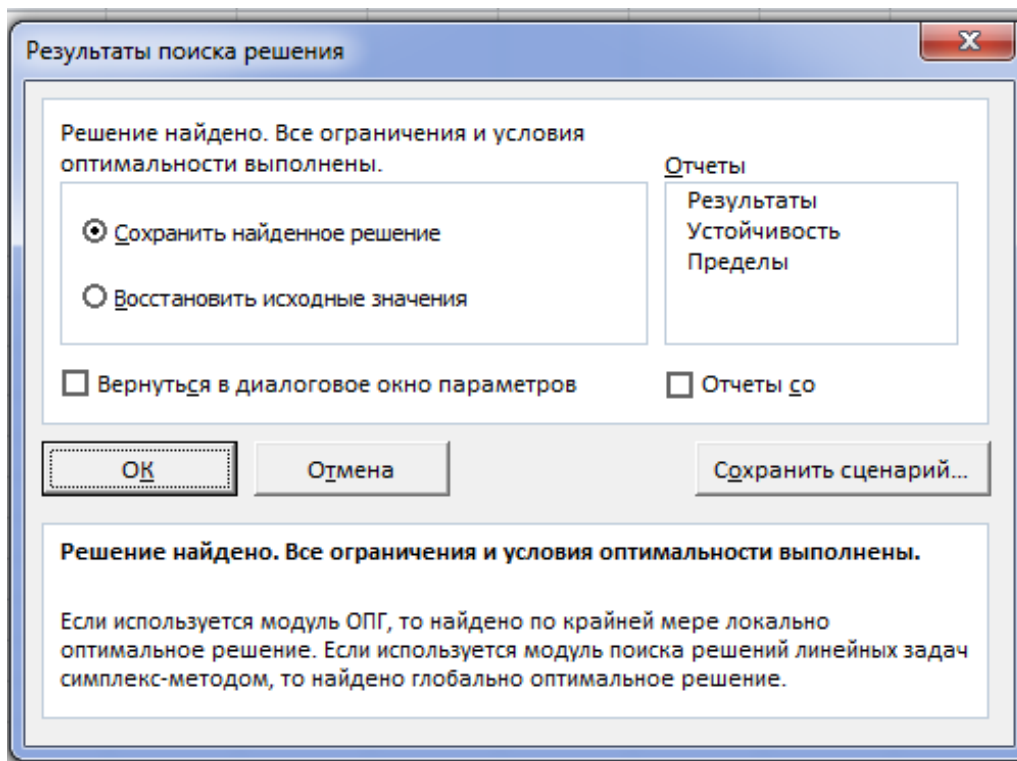 Результаты поиска решения
Решение найдено. Все ограничения и условия
оптимальности выполнены.
Отчеты
Результаты
Устойчивость
Пределы
Сохранить найденное решение
Восстановить исходные значения
Вернуться в диалоговое окно параметров
Отчеты со
ОК
Отмена
Сохранить сценарий...
Решение найдено. Все ограничения и условия оптимальности выполнены.
Если используется модуль ОПГ, то найдено по крайней мере локально
оптимальное решение. Если используется модуль поиска решений линейных задач
симплекс-методом, то найдено глобально оптимальное решение.